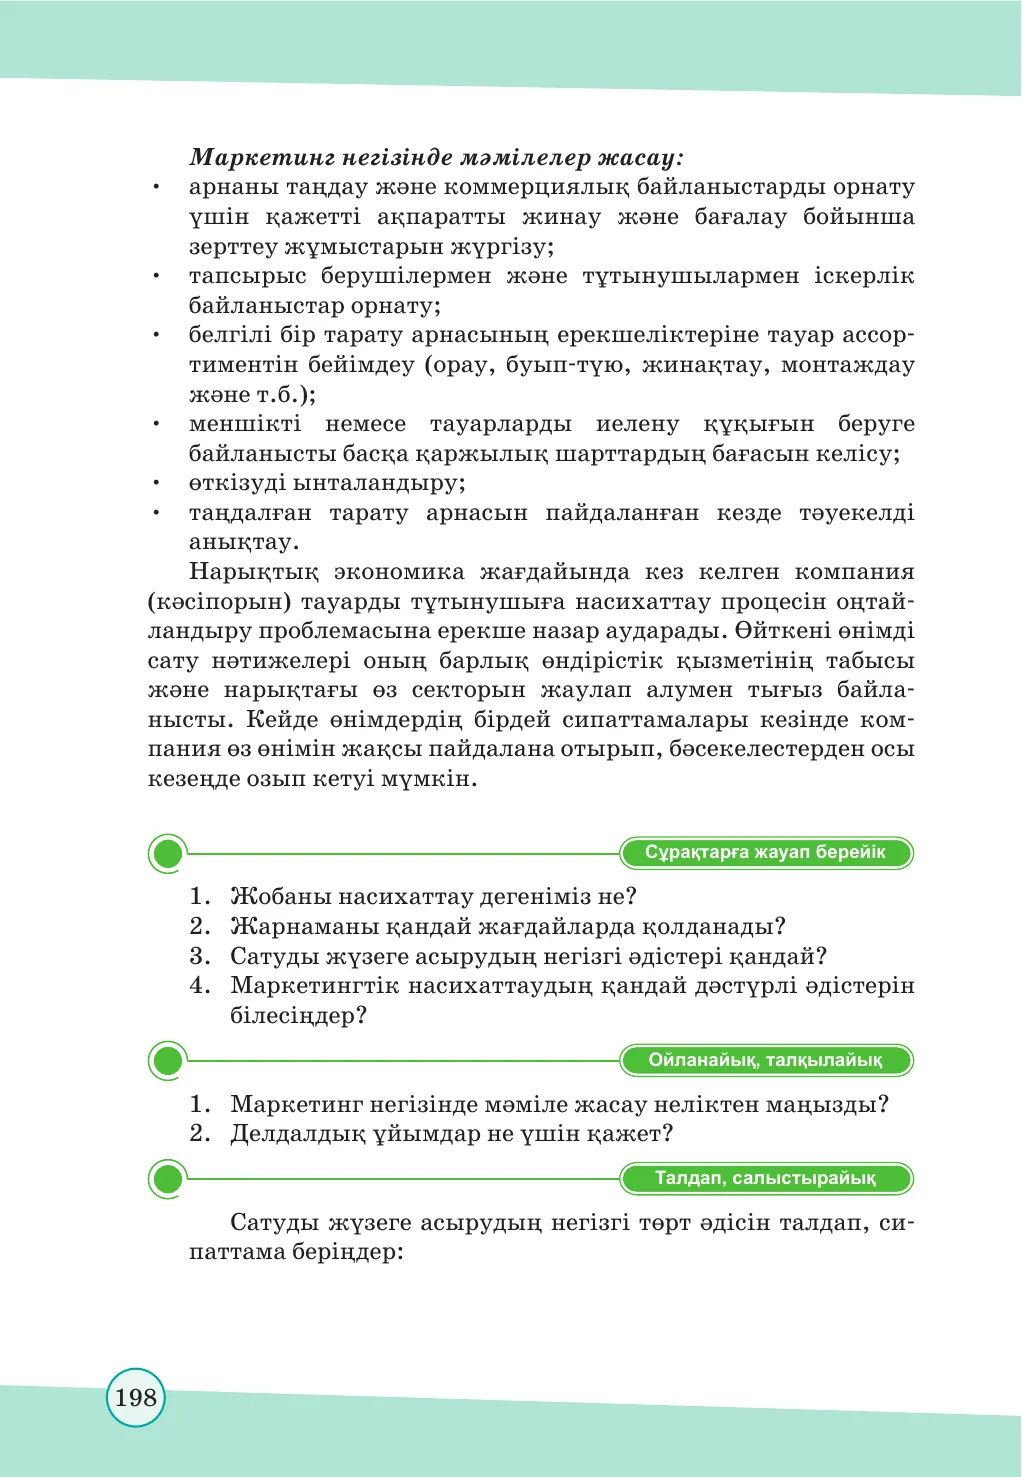 Маркетинг негізінде мәмілелер жасау:
• арнаны таңдау және коммерциялық байланыстарды орнату
үшін қажетті ақпаратты жинау және бағалау бойынша
зерттеу жұмыстарын жүргізу;
• тапсырыс берушілермен және тұтынушылармен іскерлік
байланыстар орнату;
• белгілі бір тарату арнасының ерекшеліктеріне тауар ассор-
тиментін бейімдеу (орау, буып-түю, жинақтау, монтаждау
және т.б.);
• меншікті немесе тауарларды иелену құқығын беруге
байланысты басқа қаржылық шарттардың бағасын келісу;
• өткізуді ынталандыру;
• таңдалған тарату арнасын пайдаланған кезде тәуекелді
анықтау.
Нарықтық экономика жағдайында кез келген компания
(кәсіпорын) тауарды тұтынушыға насихаттау процесін оңтай-
ландыру проблемасына ерекше назар аударады. Өйткені өнімді
сату нәтижелері оның барлық өндірістік қызметінің табысы
және нарықтағы өз секторын жаулап алумен тығыз байла-
нысты. Кейде өнімдердің бірдей сипаттамалары кезінде ком-
пания өз өнімін жақсы пайдалана отырып, бәсекелестерден осы
кезеңде озып кетуі мүмкін.
Сұрақтарға жауап берейік
1. Жобаны насихаттау дегеніміз не?
2. Жарнаманы қандай жағдайларда қолданады?
3. Сатуды жүзеге асырудың негізгі әдістері қандай?
4. Маркетингтік насихаттаудың қандай дәстүрлі әдістерін
білесіңдер?
Ойланайық, талқылайық
1. Маркетинг негізінде мәміле жасау неліктен маңызды?
2. Делдалдық ұйымдар не үшін қажет?
Талдап, салыстырайық
Сатуды жүзеге асырудың негізгі төрт әдісін талдап, си-
паттама беріңдер:
198